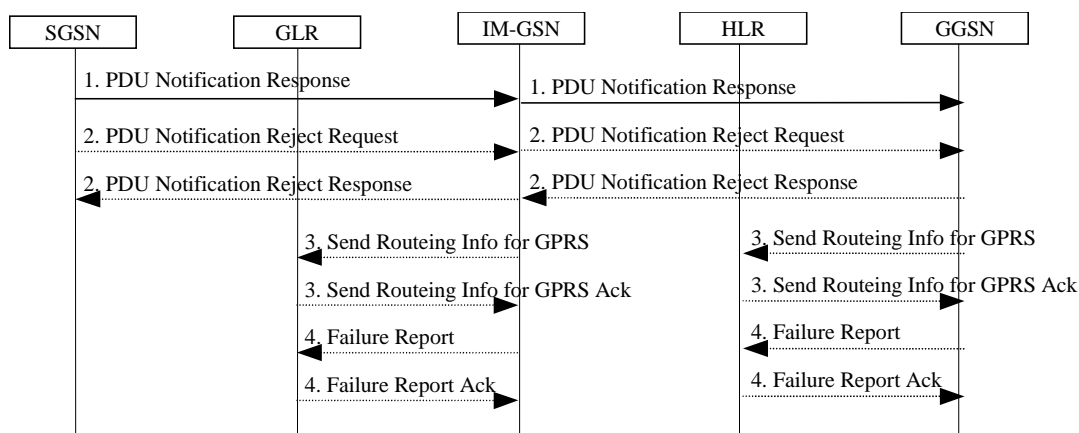 SGSN GLR IM-GSN HLR GGSN
1. PDU Notification Response 1. PDU Notification Response
2. PDU Notification Reject Request 2. PDU Notification Reject Request
2. PDU Notification Reject Response 2. PDU Notification Reject Response
3. Send Routeing Info for GPRS 3. Send Routeing Info for GPRS
3. Send Routeing Info for GPRS Ack 3. Send Routeing Info for GPRS Ack
4. Failure Report 4. Failure Report
4. Failure Report Ack 4. Failure Report Ack